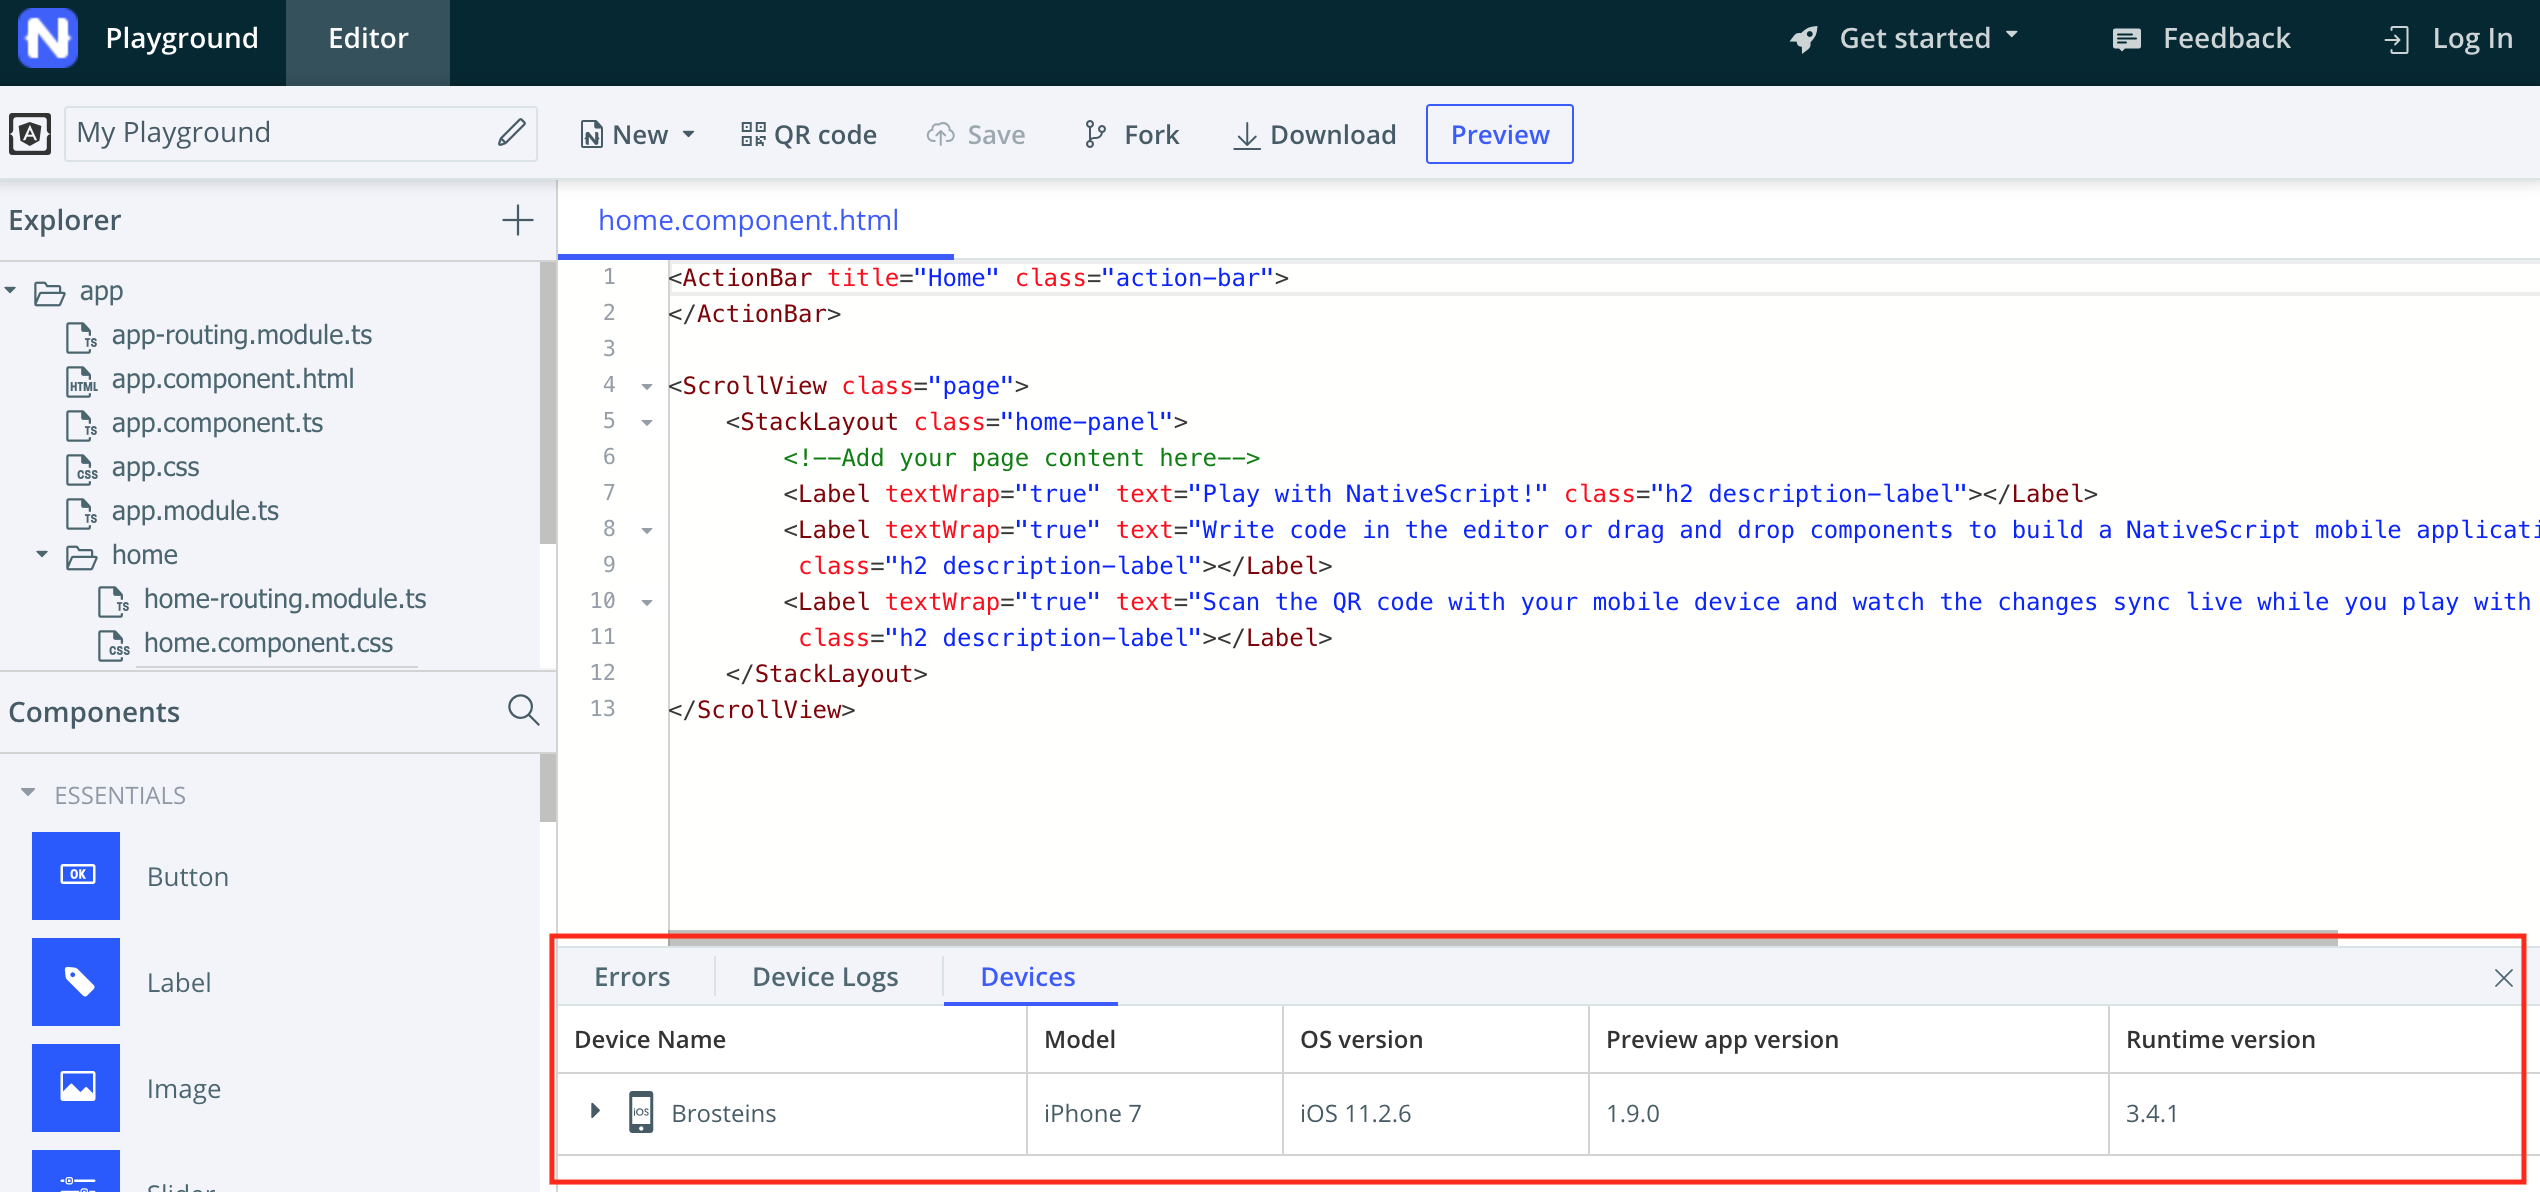 Playground Editor Get started Feedback Log In
My Playground New QR code Save Fork Download Preview
Explorer
app
app-routing.module.ts
app.component.html
app.component.ts
app.css
app.module.ts
home
home-routing.module.ts
home.component.css
Components
ESSENTIALS
OK Button
Label
Image
Slider
home.component.html
1 <ActionBar title="Home" class="action-bar">
2 </ActionBar>
3
4 <ScrollView class="page">
5 <StackLayout class="home-panel">
6 <!--Add your page content here-->
7 <Label textWrap="true" text="Play with NativeScript!" class="h2 description-label"></Label>
8 <Label textWrap="true" text="Write code in the editor or drag and drop components to build a NativeScript mobile applicati
9 class="h2 description-label"></Label>
10 <Label textWrap="true" text="Scan the QR code with your mobile device and watch the changes sync live while you play with
11 class="h2 description-label"></Label>
12 </StackLayout>
13 </ScrollView>
Errors Device Logs Devices
Device Name Model OS version Preview app version Runtime version
iOS Brosteins iPhone 7 iOS 11.2.6 1.9.0 3.4.1